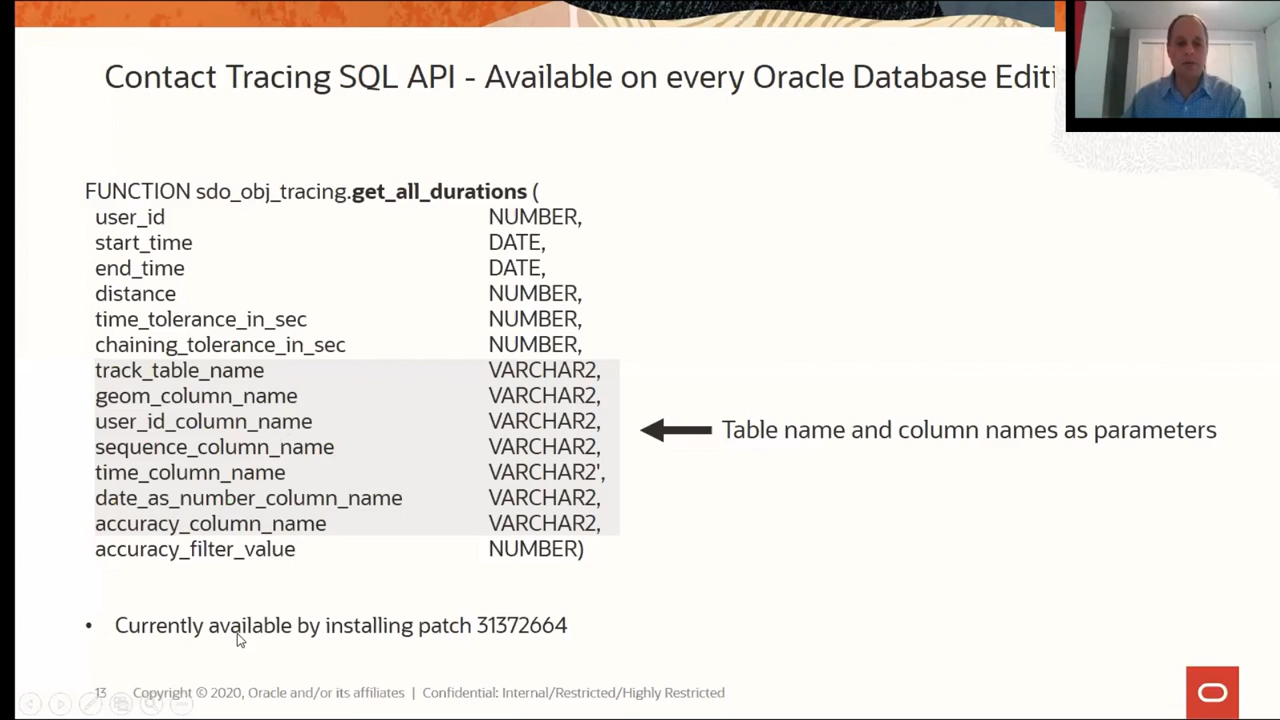 Contact Tracing SQL API - Available on every Oracle Database Editi
FUNCTION sdo_obj_tracing.get_all_durations (
user_id NUMBER,
start_time DATE,
end_time DATE,
distance NUMBER,
time_tolerance_in_sec NUMBER,
chaining_tolerance_in_sec NUMBER,
track_table_name VARCHAR2,
geom_column_name VARCHAR2,
user_id_column_name VARCHAR2,
sequence_column_name VARCHAR2,
time_column_name VARCHAR2',
date_as_number_column_name VARCHAR2,
accuracy_column_name VARCHAR2,
accuracy_filter_value NUMBER)
Table name and column names as parameters
• Currently available by installing patch 31372664
13 Copyright © 2020, Oracle and/or its affiliates | Confidential: Internal/Restricted/Highly Restricted